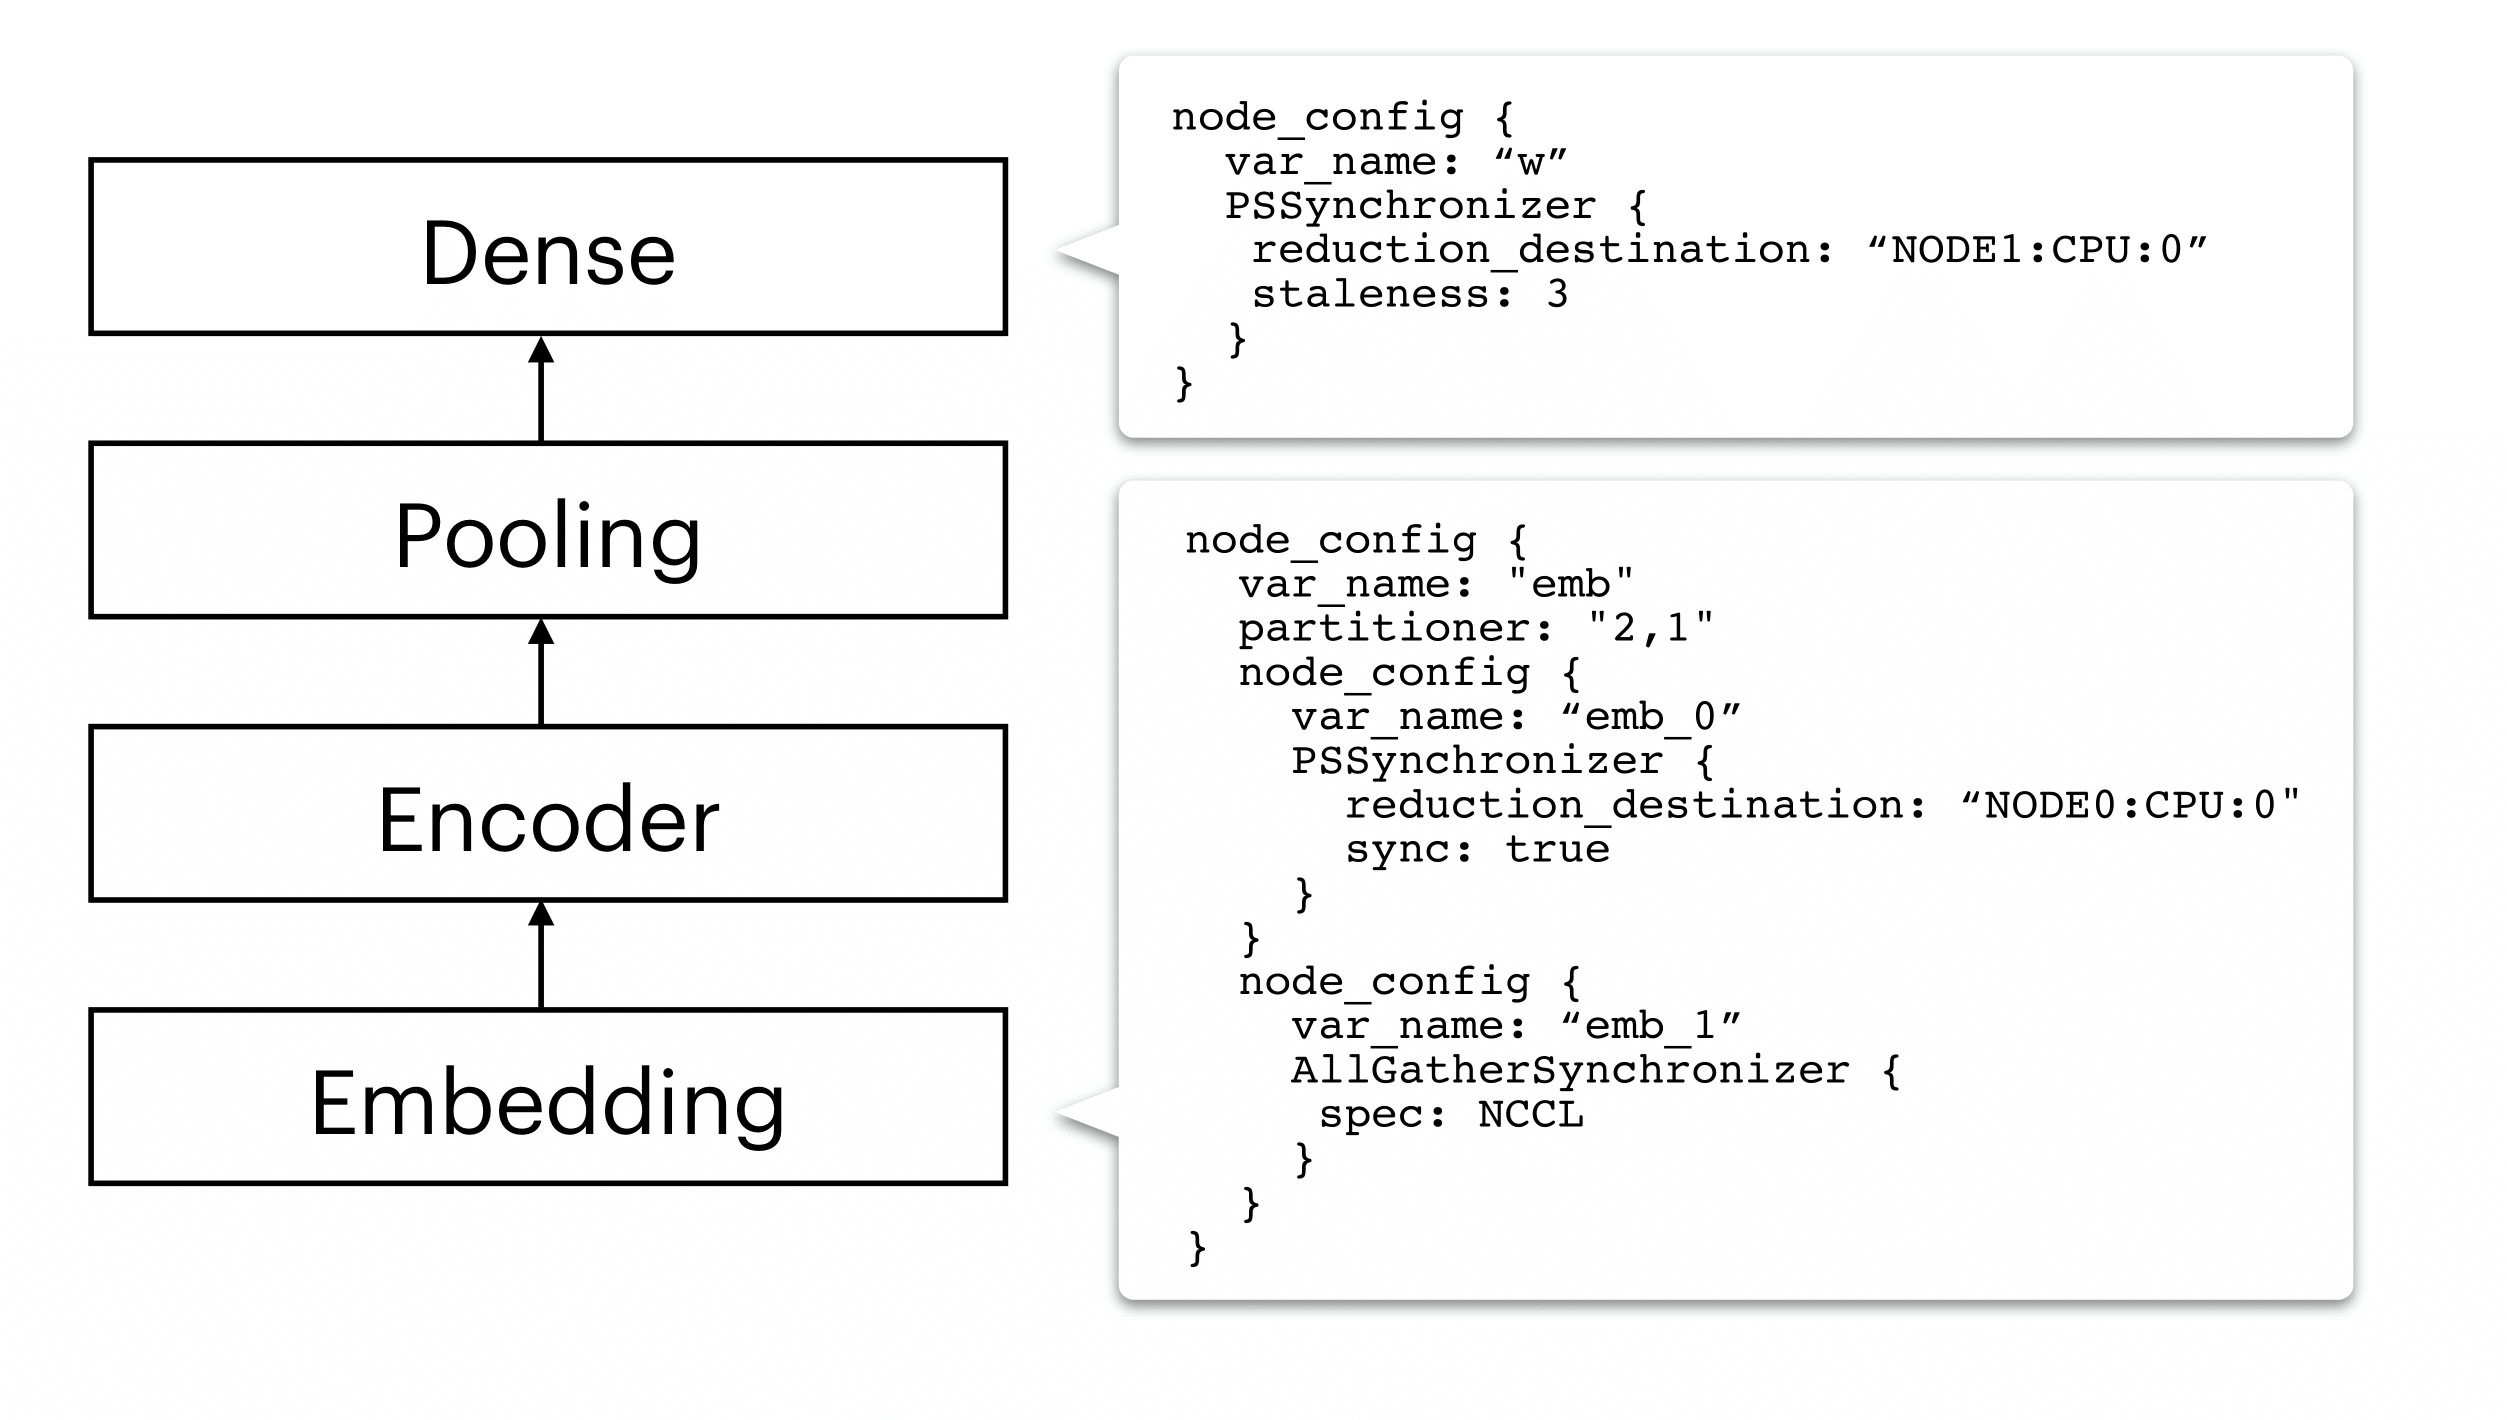 Dense
Pooling
Encoder
Embedding
node_config {
var_name: “w”
PSSynchronizer {
reduction_destination: “NODE1:CPU:0”
staleness: 3
}
}
node_config {
var_name: "emb"
partitioner: "2,1"
node_config {
var_name: “emb_0”
PSSynchronizer {
reduction_destination: “NODE0:CPU:0"
sync: true
}
}
node_config {
var_name: “emb_1”
AllGatherSynchronizer {
spec: NCCL
}
}
}